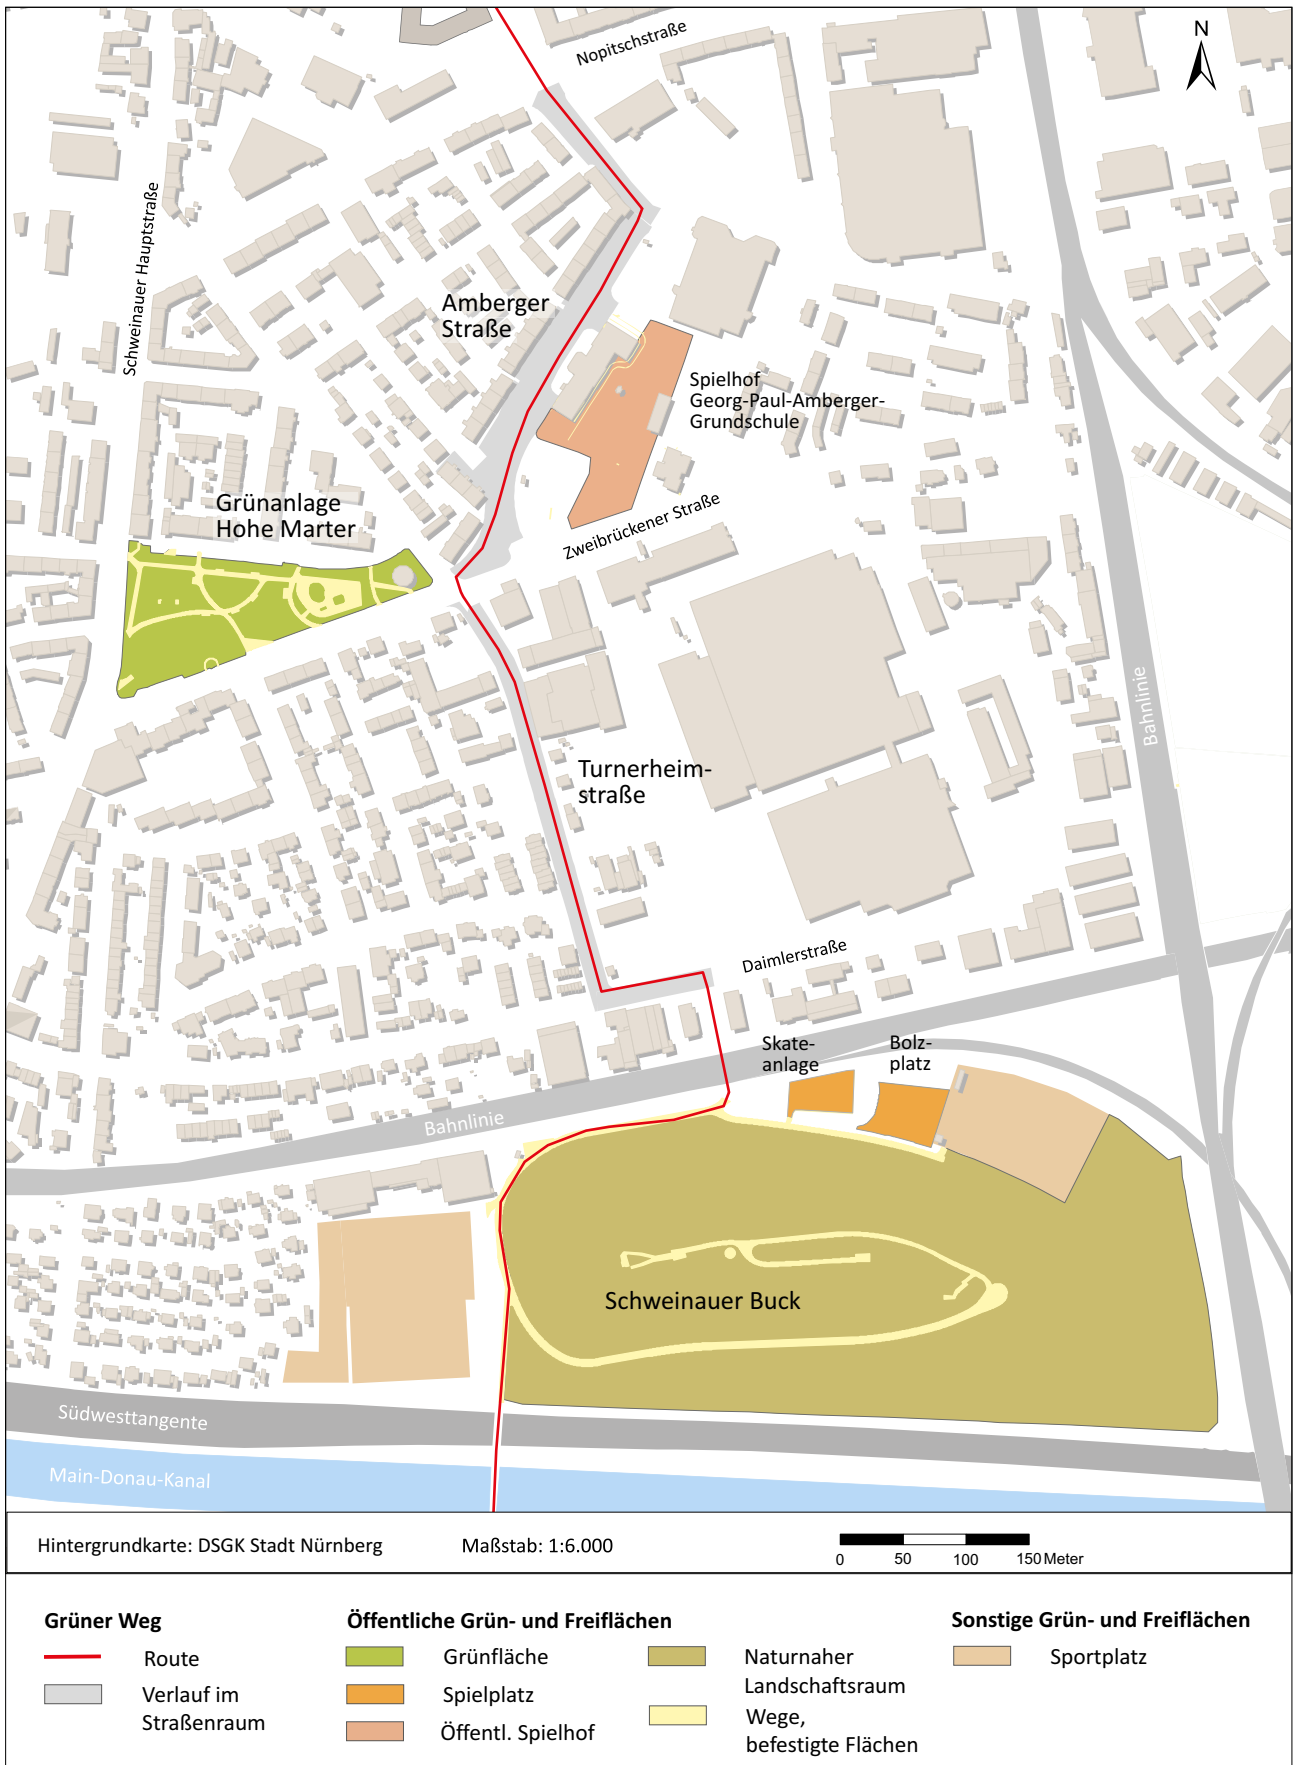 Nopitschstraße
N
Schweinauer Hauptstraße
Amberger
Straße
Spielhof
Georg-Paul-Amberger-
Grundschule
Grünanlage
Hohe Marter
Zweibrückener Straße
Bahnlinie
Turnerheim-
straße
Daimlerstraße
Skate-
anlage
Bolz-
platz
Bahnlinie
Schweinauer Buck
Südwesttangente
Main-Donau-Kanal
Hintergrundkarte: DSGK Stadt Nürnberg
Maßstab: 1:6.000
0 50 100 150 Meter
Grüner Weg
Route
Verlauf im
Straßenraum
Öffentliche Grün- und Freiflächen
Grünfläche
Spielplatz
Öffentl. Spielhof
Naturnaher
Landschaftsraum
Wege,
befestigte Flächen
Sonstige Grün- und Freiflächen
Sportplatz